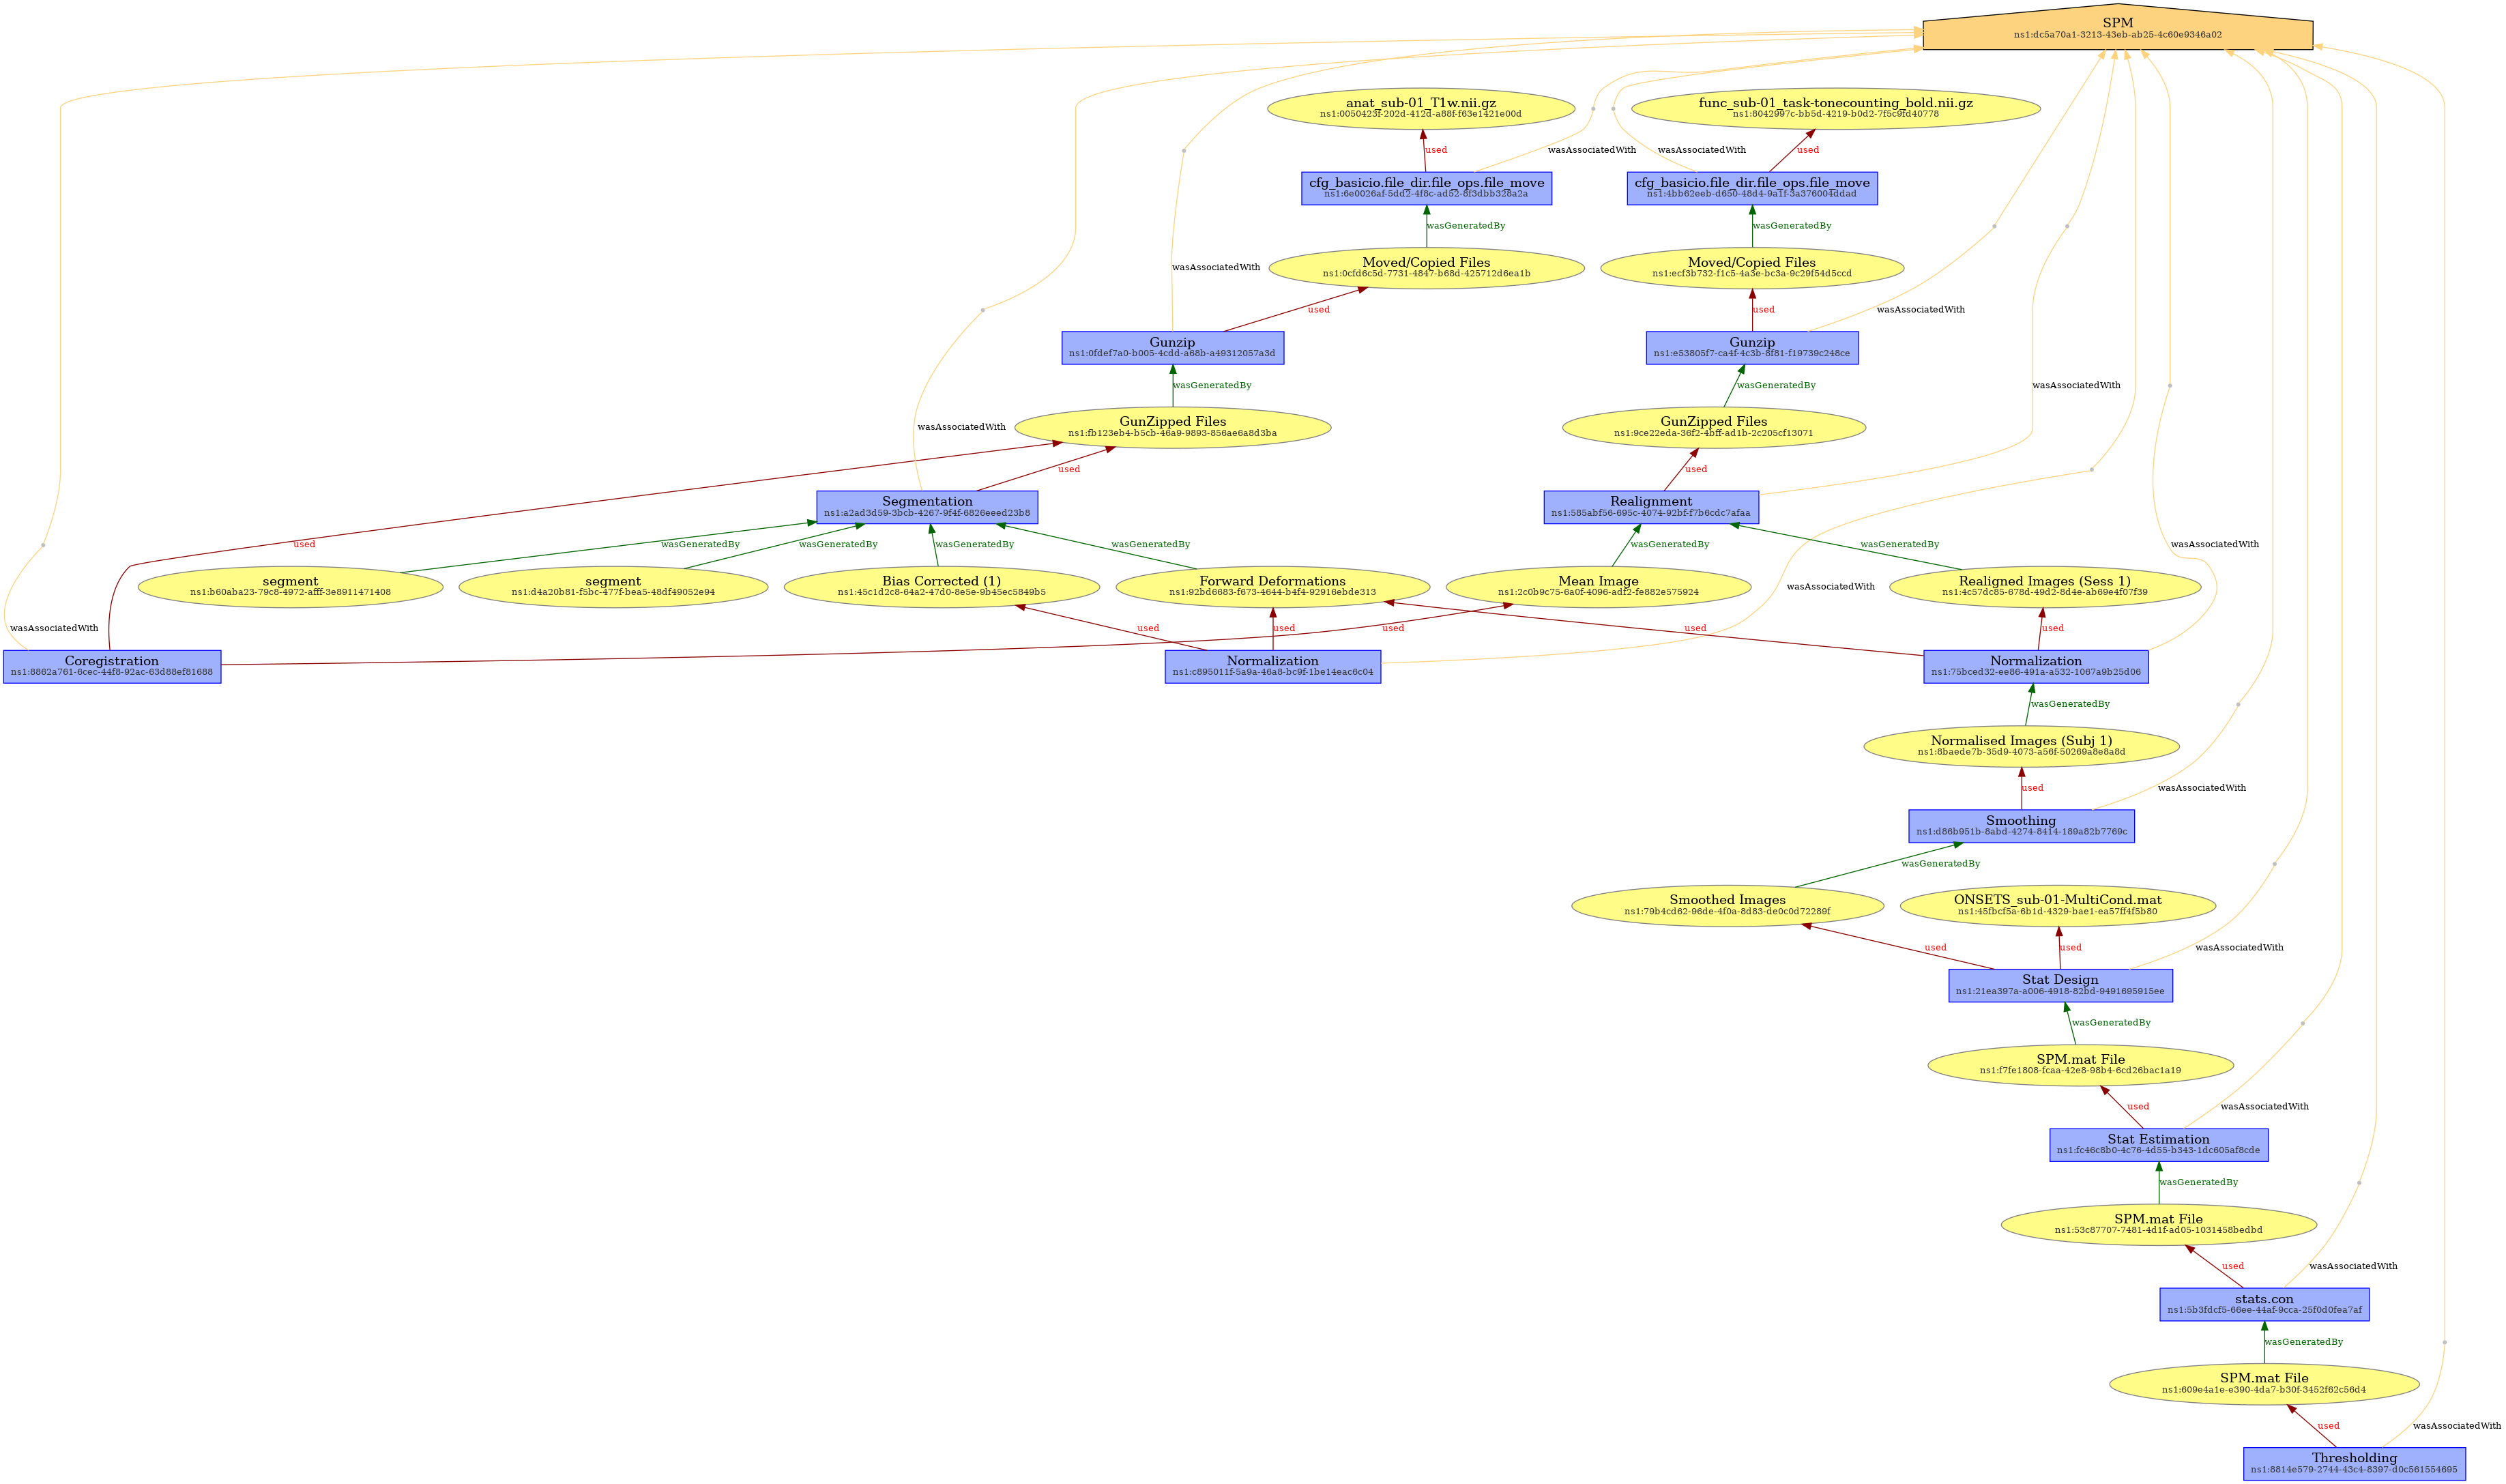 SPM
ns1:dc5a70a1-3213-43eb-ab25-4c60e9346a02
anat_sub-01_T1w.nii.gz
ns1:0050423f-202d-412d-a88f-f63e1421e00d
func_sub-01_task-tonecounting_bold.nii.gz
ns1:8042997c-bb5d-4219-b0d2-7f5c9fd40778
used
wasAssociatedWith
wasAssociatedWith
used
cfg_basicio.file_dir.file_ops.file_move
ns1:6e0026af-5dd2-4f8c-ad52-8f3dbb328a2a
cfg_basicio.file_dir.file_ops.file_move
ns1:4bb62eeb-d650-48d4-9a1f-3a376004ddad
wasGeneratedBy
wasGeneratedBy
wasAssociatedWith
Moved/Copied Files
ns1:0cfd6c5d-7731-4847-b68d-425712d6ea1b
Moved/Copied Files
ns1:ecf3b732-f1c5-4a3e-bc3a-9c29f54d5ccd
used
used
wasAssociatedWith
Gunzip
ns1:0fdef7a0-b005-4cdd-a68b-a49312057a3d
Gunzip
ns1:e53805f7-ca4f-4c3b-8f81-f19739c248ce
wasGeneratedBy
wasGeneratedBy
wasAssociatedWith
wasAssociatedWith
GunZipped Files
ns1:fb123eb4-b5cb-46a9-9893-856ae6a8d3ba
GunZipped Files
ns1:9ce22eda-36f2-4bff-ad1b-2c205cf13071
used
used
Segmentation
ns1:a2ad3d59-3bcb-4267-9f4f-6826eeed23b8
Realignment
ns1:585abf56-695c-4074-92bf-f7b6cdc7afaa
used
wasGeneratedBy
wasGeneratedBy
wasGeneratedBy
wasGeneratedBy
wasGeneratedBy
wasGeneratedBy
wasAssociatedWith
segment
ns1:b60aba23-79c8-4972-afff-3e8911471408
segment
ns1:d4a20b81-f5bc-477f-bea5-48df49052e94
Bias Corrected (1)
ns1:45c1d2c8-64a2-47d0-8e5e-9b45ec5849b5
Forward Deformations
ns1:92bd6683-f673-4644-b4f4-92916ebde313
Mean Image
ns1:2c0b9c75-6a0f-4096-adf2-fe882e575924
Realigned Images (Sess 1)
ns1:4c57dc85-678d-49d2-8d4e-ab69e4f07f39
wasAssociatedWith
wasAssociatedWith
used
used
used
used
used
Coregistration
ns1:8862a761-6cec-44f8-92ac-63d88ef81688
Normalization
ns1:c895011f-5a9a-46a8-bc9f-1be14eac6c04
Normalization
ns1:75bced32-ee86-491a-a532-1067a9b25d06
wasGeneratedBy
Normalised Images (Subj 1)
ns1:8baede7b-35d9-4073-a56f-50269a8e8a8d
used
wasAssociatedWith
Smoothing
ns1:d86b951b-8abd-4274-8414-189a82b7769c
wasGeneratedBy
Smoothed Images
ns1:79b4cd62-96de-4f0a-8d83-de0c0d72289f
ONSETS_sub-01-MultiCond.mat
ns1:45fbcf5a-6b1d-4329-bae1-ea57ff4f5b80
used
used
wasAssociatedWith
Stat Design
ns1:21ea397a-a006-4918-82bd-9491695915ee
wasGeneratedBy
SPM.mat File
ns1:f7fe1808-fcaa-42e8-98b4-6cd26bac1a19
used
wasAssociatedWith
Stat Estimation
ns1:fc46c8b0-4c76-4d55-b343-1dc605af8cde
wasGeneratedBy
SPM.mat File
ns1:53c87707-7481-4d1f-ad05-1031458bedbd
used
wasAssociatedWith
stats.con
ns1:5b3fdcf5-66ee-44af-9cca-25f0d0fea7af
wasGeneratedBy
SPM.mat File
ns1:609e4a1e-e390-4da7-b30f-3452f62c56d4
used
wasAssociatedWith
Thresholding
ns1:8814e579-2744-43c4-8397-d0c561554695